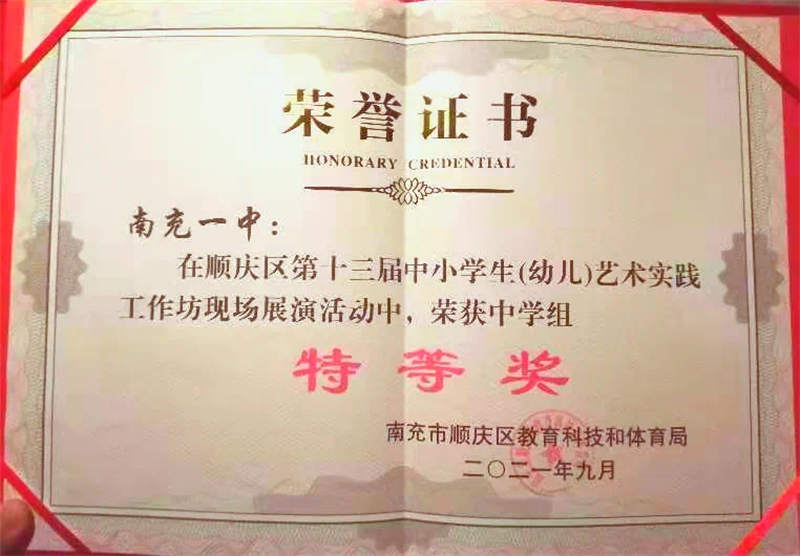 荣誉证书
HONORARY CREDENTIAL
南充一中：
在顺庆区第十三届中小学生(幼儿)艺术实践
工作坊现场展演活动中，荣获中学组
特等奖
南充市顺庆区教育科技和体育局
二〇二一年九月